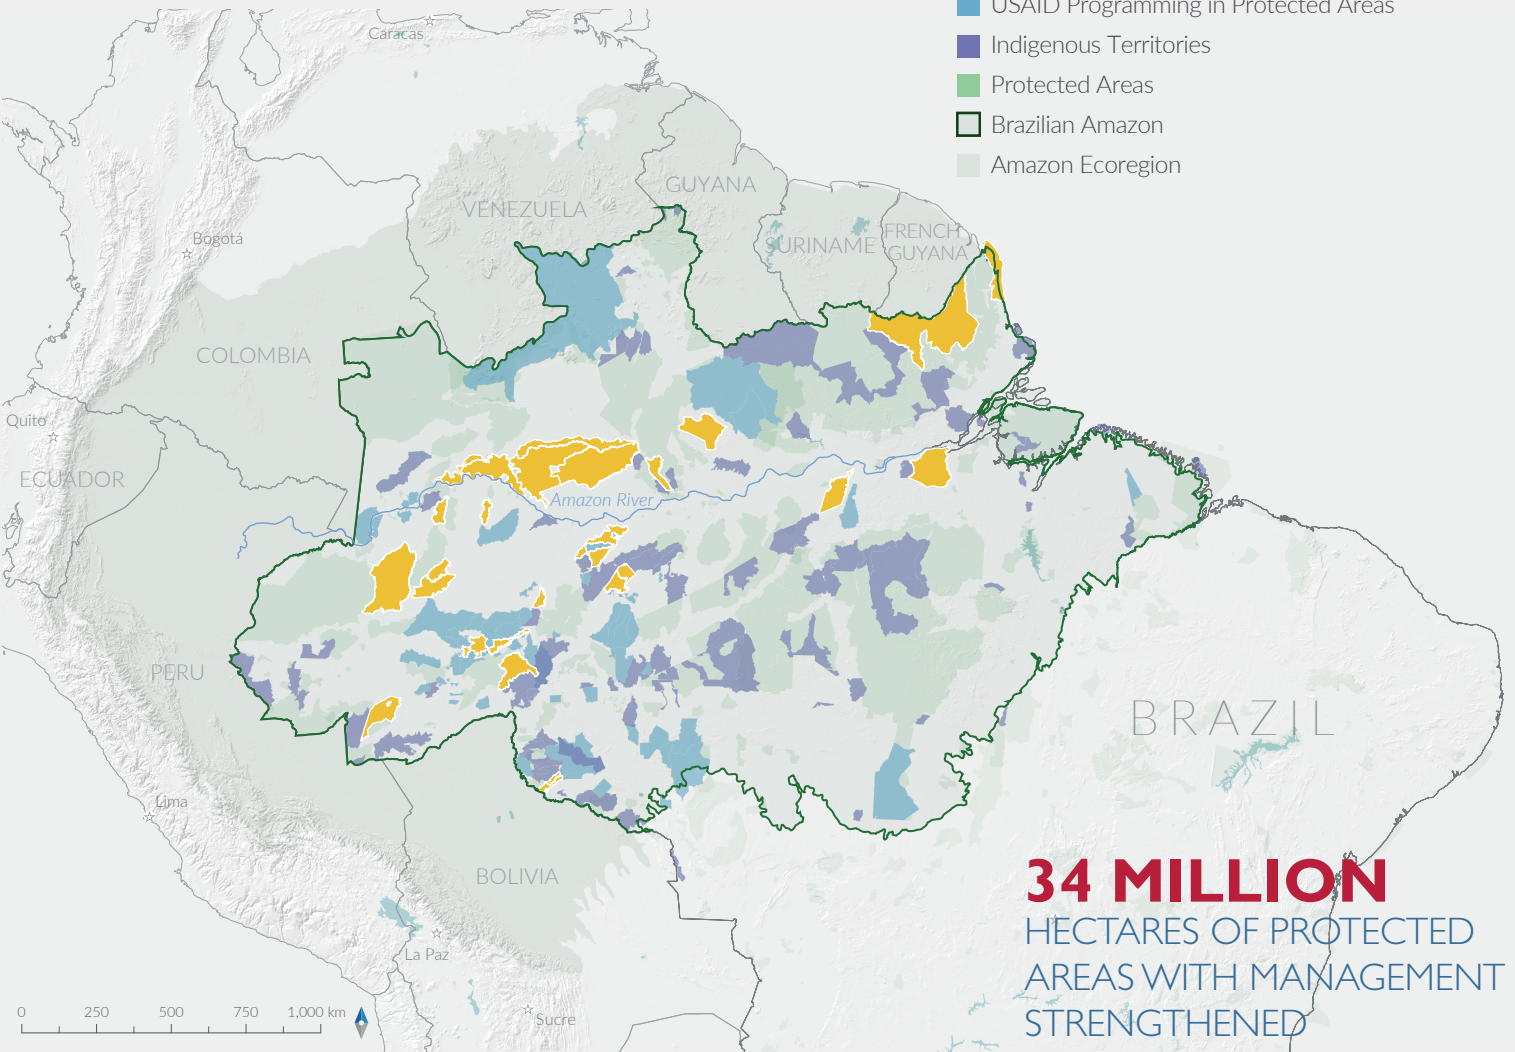 USAID Programming in Protected Areas
Indigenous Territories
Protected Areas
Brazilian Amazon
Amazon Ecoregion
Caracas
GUYANA
VENEZUELA
Bogotá
SURINAME
FRENCH
GUYANA
COLOMBIA
Quito
ECUADOR
Amazon River
PERU
BRAZIL
Lima
BOLIVIA
La Paz
Sucre
0 250 500 750 1,000 km
34 MILLION
HECTARES OF PROTECTED
AREAS WITH MANAGEMENT
STRENGTHENED